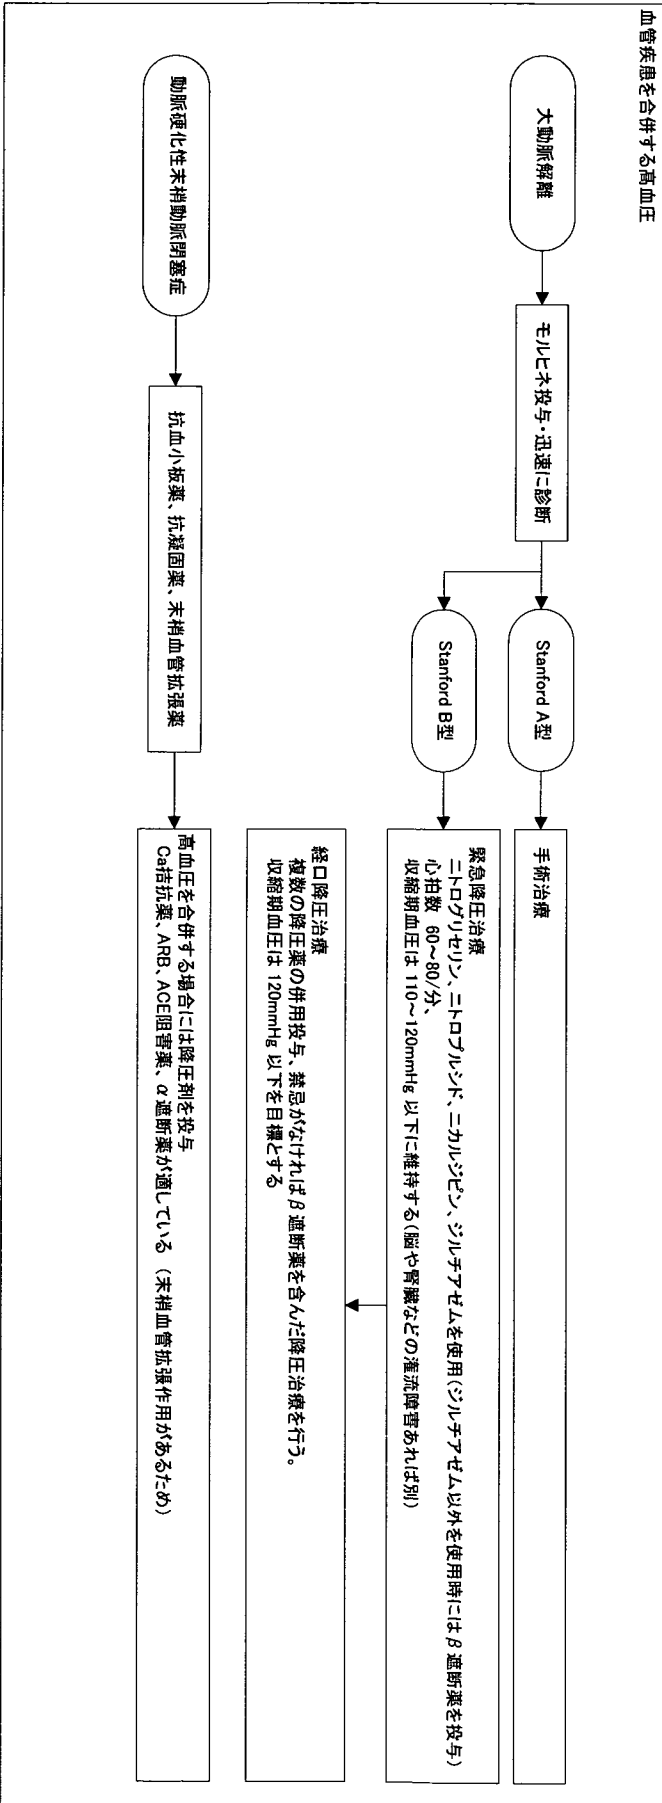 血管疾患を合併する高血圧
大動脈解離
モルヒネ投与・迅速に診断
Stanford A型
手術治療
Stanford B型
緊急降圧治療
ニトログリセリン、ニトロプルシド、ニカルジピン、ジルチアゼムを使用(ジルチアゼム以外を使用時にはβ遮断薬を投与)
心拍数 60~80/分、
収縮期血圧は 110~120mmHg 以下に維持する(脳や腎臓などの灌流障害あれば別)
経口降圧治療
複数の降圧薬の併用投与、禁忌がなければβ遮断薬を含んだ降圧治療を行う。
収縮期血圧は 120mmHg 以下を目標とする
動脈硬化性末梢動脈閉塞症
抗血小板薬、抗凝固薬、末梢血管拡張薬
高血圧を合併する場合には降圧剤を投与
Ca拮抗薬、ARB、ACE阻害薬、α遮断薬が適している (末梢血管拡張作用があるため)